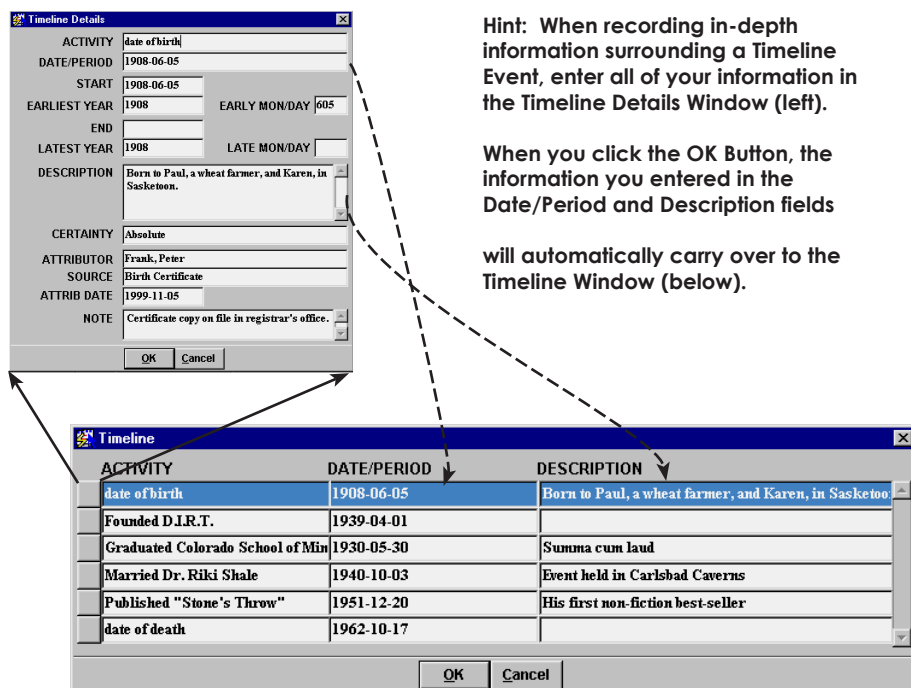 Timeline Details
ACTIVITY date of birth
DATE/PERIOD 1908-06-05
START 1908-06-05
EARLIEST YEAR 1908 EARLY MON/DAY 605
END
LATEST YEAR 1908 LATE MON/DAY
DESCRIPTION Born to Paul, a wheat farmer, and Karen, in
Sasketoon.
CERTAINTY Absolute
ATTRIBUTOR Frank, Peter
SOURCE Birth Certificate
ATTRIB DATE 1999-11-05
NOTE Certificate copy on file in registrar's office.
OK Cancel
Hint: When recording in-depth
information surrounding a Timeline
Event, enter all of your information in
the Timeline Details Window (left).
When you click the OK Button, the
information you entered in the
Date/Period and Description fields
will automatically carry over to the
Timeline Window (below).
Timeline
ACTIVITY DATE/PERIOD DESCRIPTION
date of birth 1908-06-05 Born to Paul, a wheat farmer, and Karen, in Sasketoo
Founded D.I.R.T. 1939-04-01
Graduated Colorado School of Min 1930-05-30 Summa cum laud
Married Dr. Riki Shale 1940-10-03 Event held in Carlsbad Caverns
Published "Stone's Throw" 1951-12-20 His first non-fiction best-seller
date of death 1962-10-17
OK Cancel